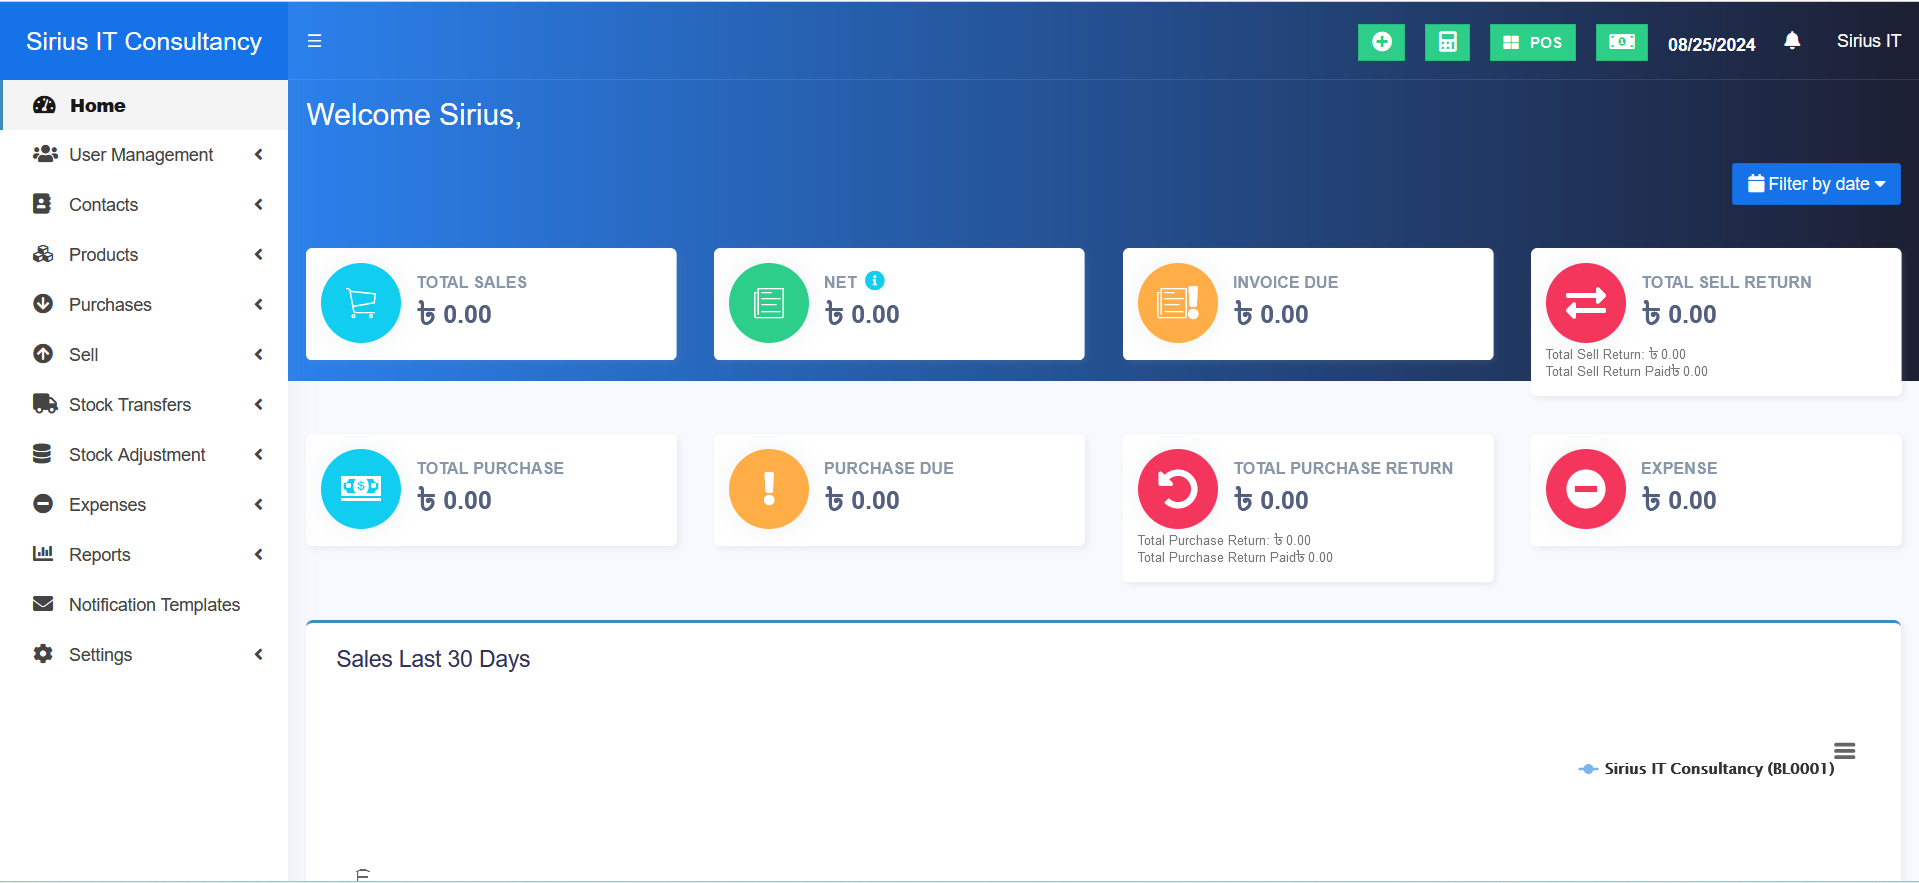 Sirius IT Consultancy
POS
08/25/2024
Sirius IT
Home
User Management
Contacts
Products
Purchases
Sell
Stock Transfers
Stock Adjustment
Expenses
Reports
Notification Templates
Settings
Welcome Sirius,
Filter by date
TOTAL SALES
৳ 0.00
NET
৳ 0.00
INVOICE DUE
৳ 0.00
TOTAL SELL RETURN
৳ 0.00
Total Sell Return: ৳ 0.00
Total Sell Return Paid৳ 0.00
TOTAL PURCHASE
৳ 0.00
PURCHASE DUE
৳ 0.00
TOTAL PURCHASE RETURN
৳ 0.00
Total Purchase Return: ৳ 0.00
Total Purchase Return Paid৳ 0.00
EXPENSE
৳ 0.00
Sales Last 30 Days
Sirius IT Consultancy (BL0001)